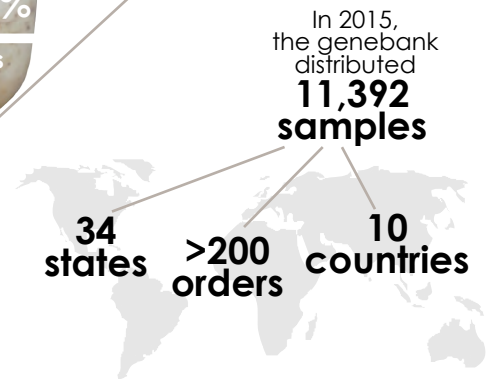 %
s
In 2015,
the genebank
distributed
11,392
samples
34
states
>200
orders
10
countries